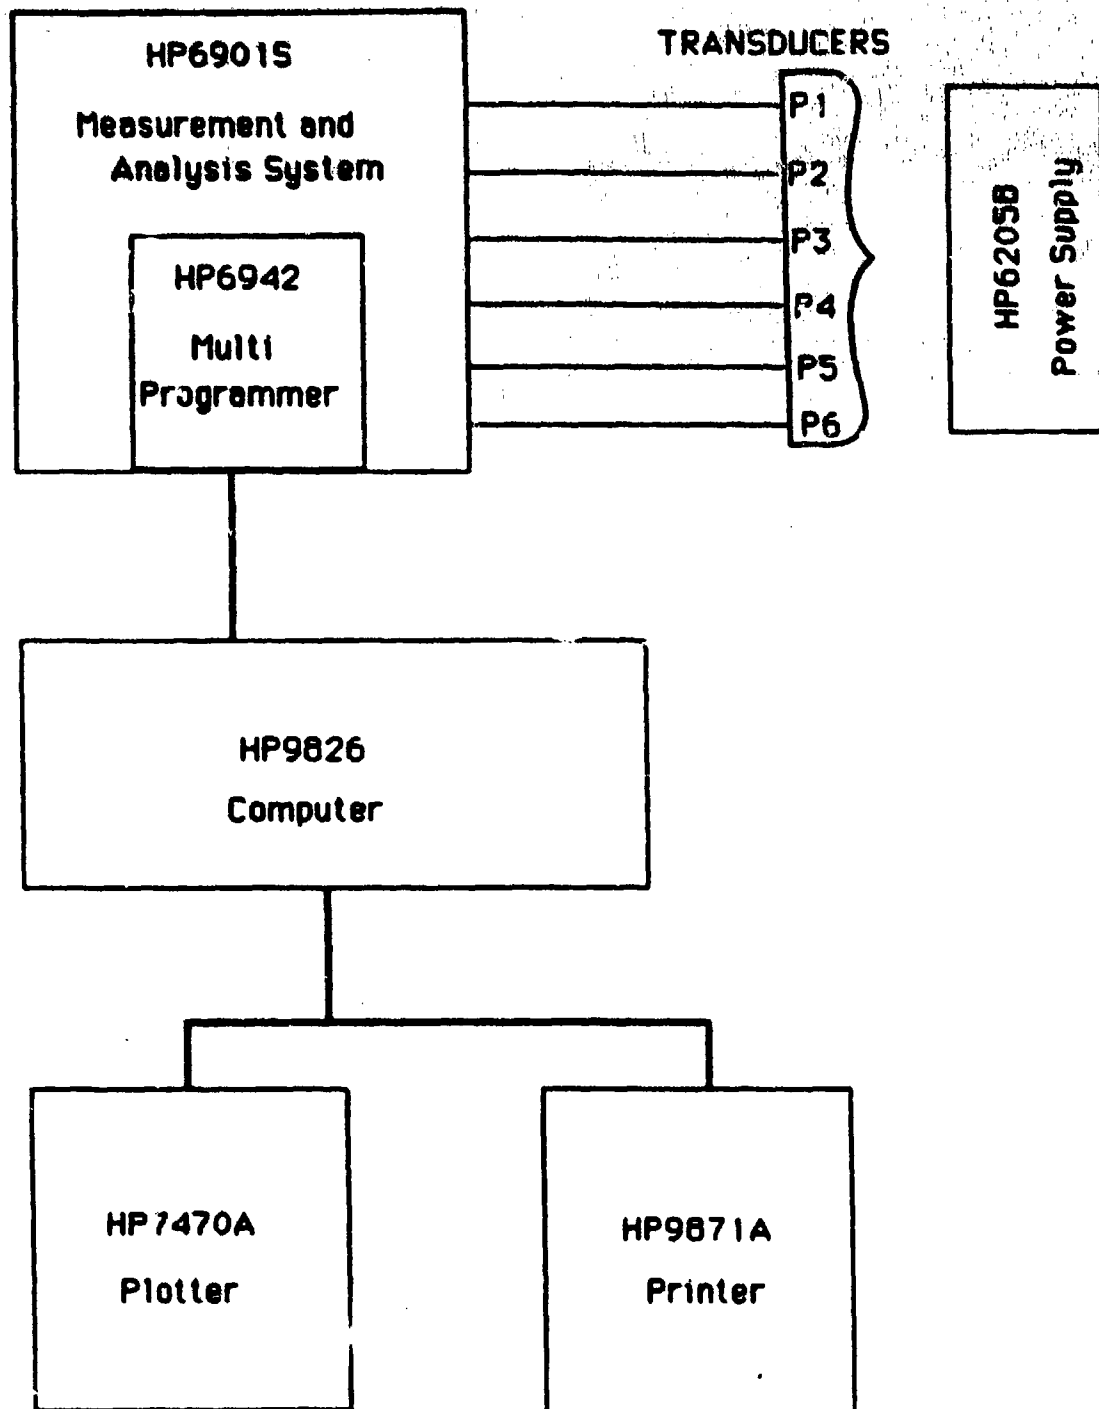 HP6901S
Measurement and
Analysis System
HP6942
Multi
Programmer
TRANSDUCERS
P1
P2
P3
P4
P5
P6
HP6205B
Power Supply
HP9826
Computer
HP7470A
Plotter
HP9871A
Printer